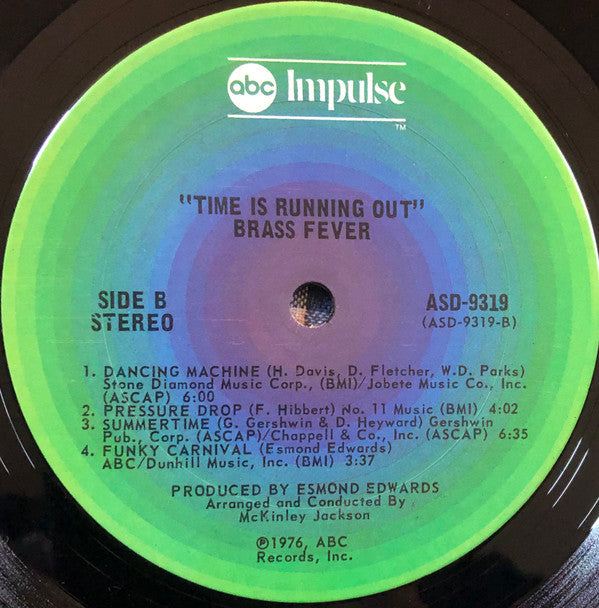 abc Impulse
TM
"TIME IS RUNNING OUT"
BRASS FEVER
SIDE B
STEREO
ASD-9319
(ASD-9319-B)
1. DANCING MACHINE (H. Davis, D. Fletcher, W.D. Parks)
Stone Diamond Music Corp., (BMI)/Jobete Music Co., Inc.
(ASCAP) 6:00
2. PRESSURE DROP (F. Hibbert) No. 11 Music (BMI) 4:02
3. SUMMERTIME (G. Gershwin & D. Heyward) Gershwin
Pub., Corp. (ASCAP)/Chappell & Co., Inc. (ASCAP) 6:35
4. FUNKY CARNIVAL (Esmond Edwards)
ABC/Dunhill Music, Inc. (BMI) 3:37
PRODUCED BY ESMOND EDWARDS
Arranged and Conducted By
McKinley Jackson
℗1976, ABC
Records, Inc.